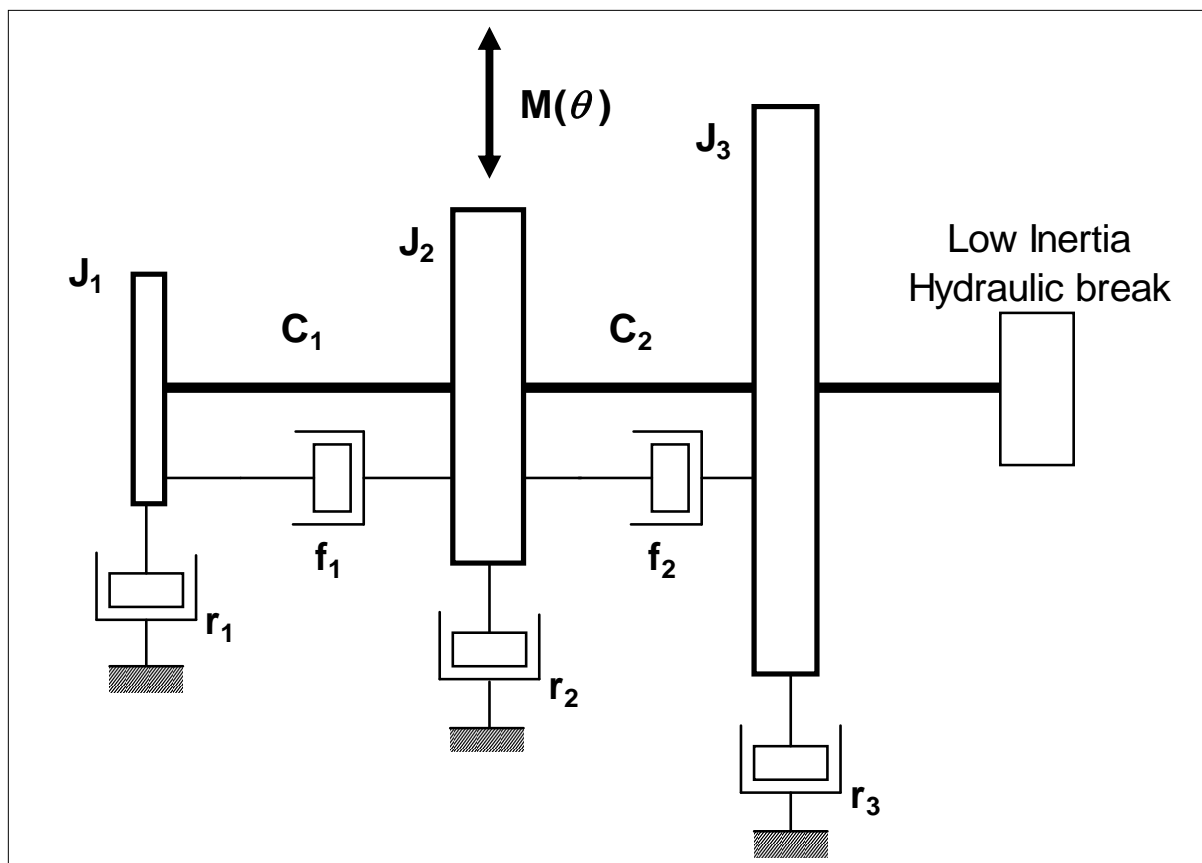 M(θ)
J₃
J₂
Low Inertia
Hydraulic break
J₁
C₁
C₂
f₁
f₂
r₁
r₂
r₃